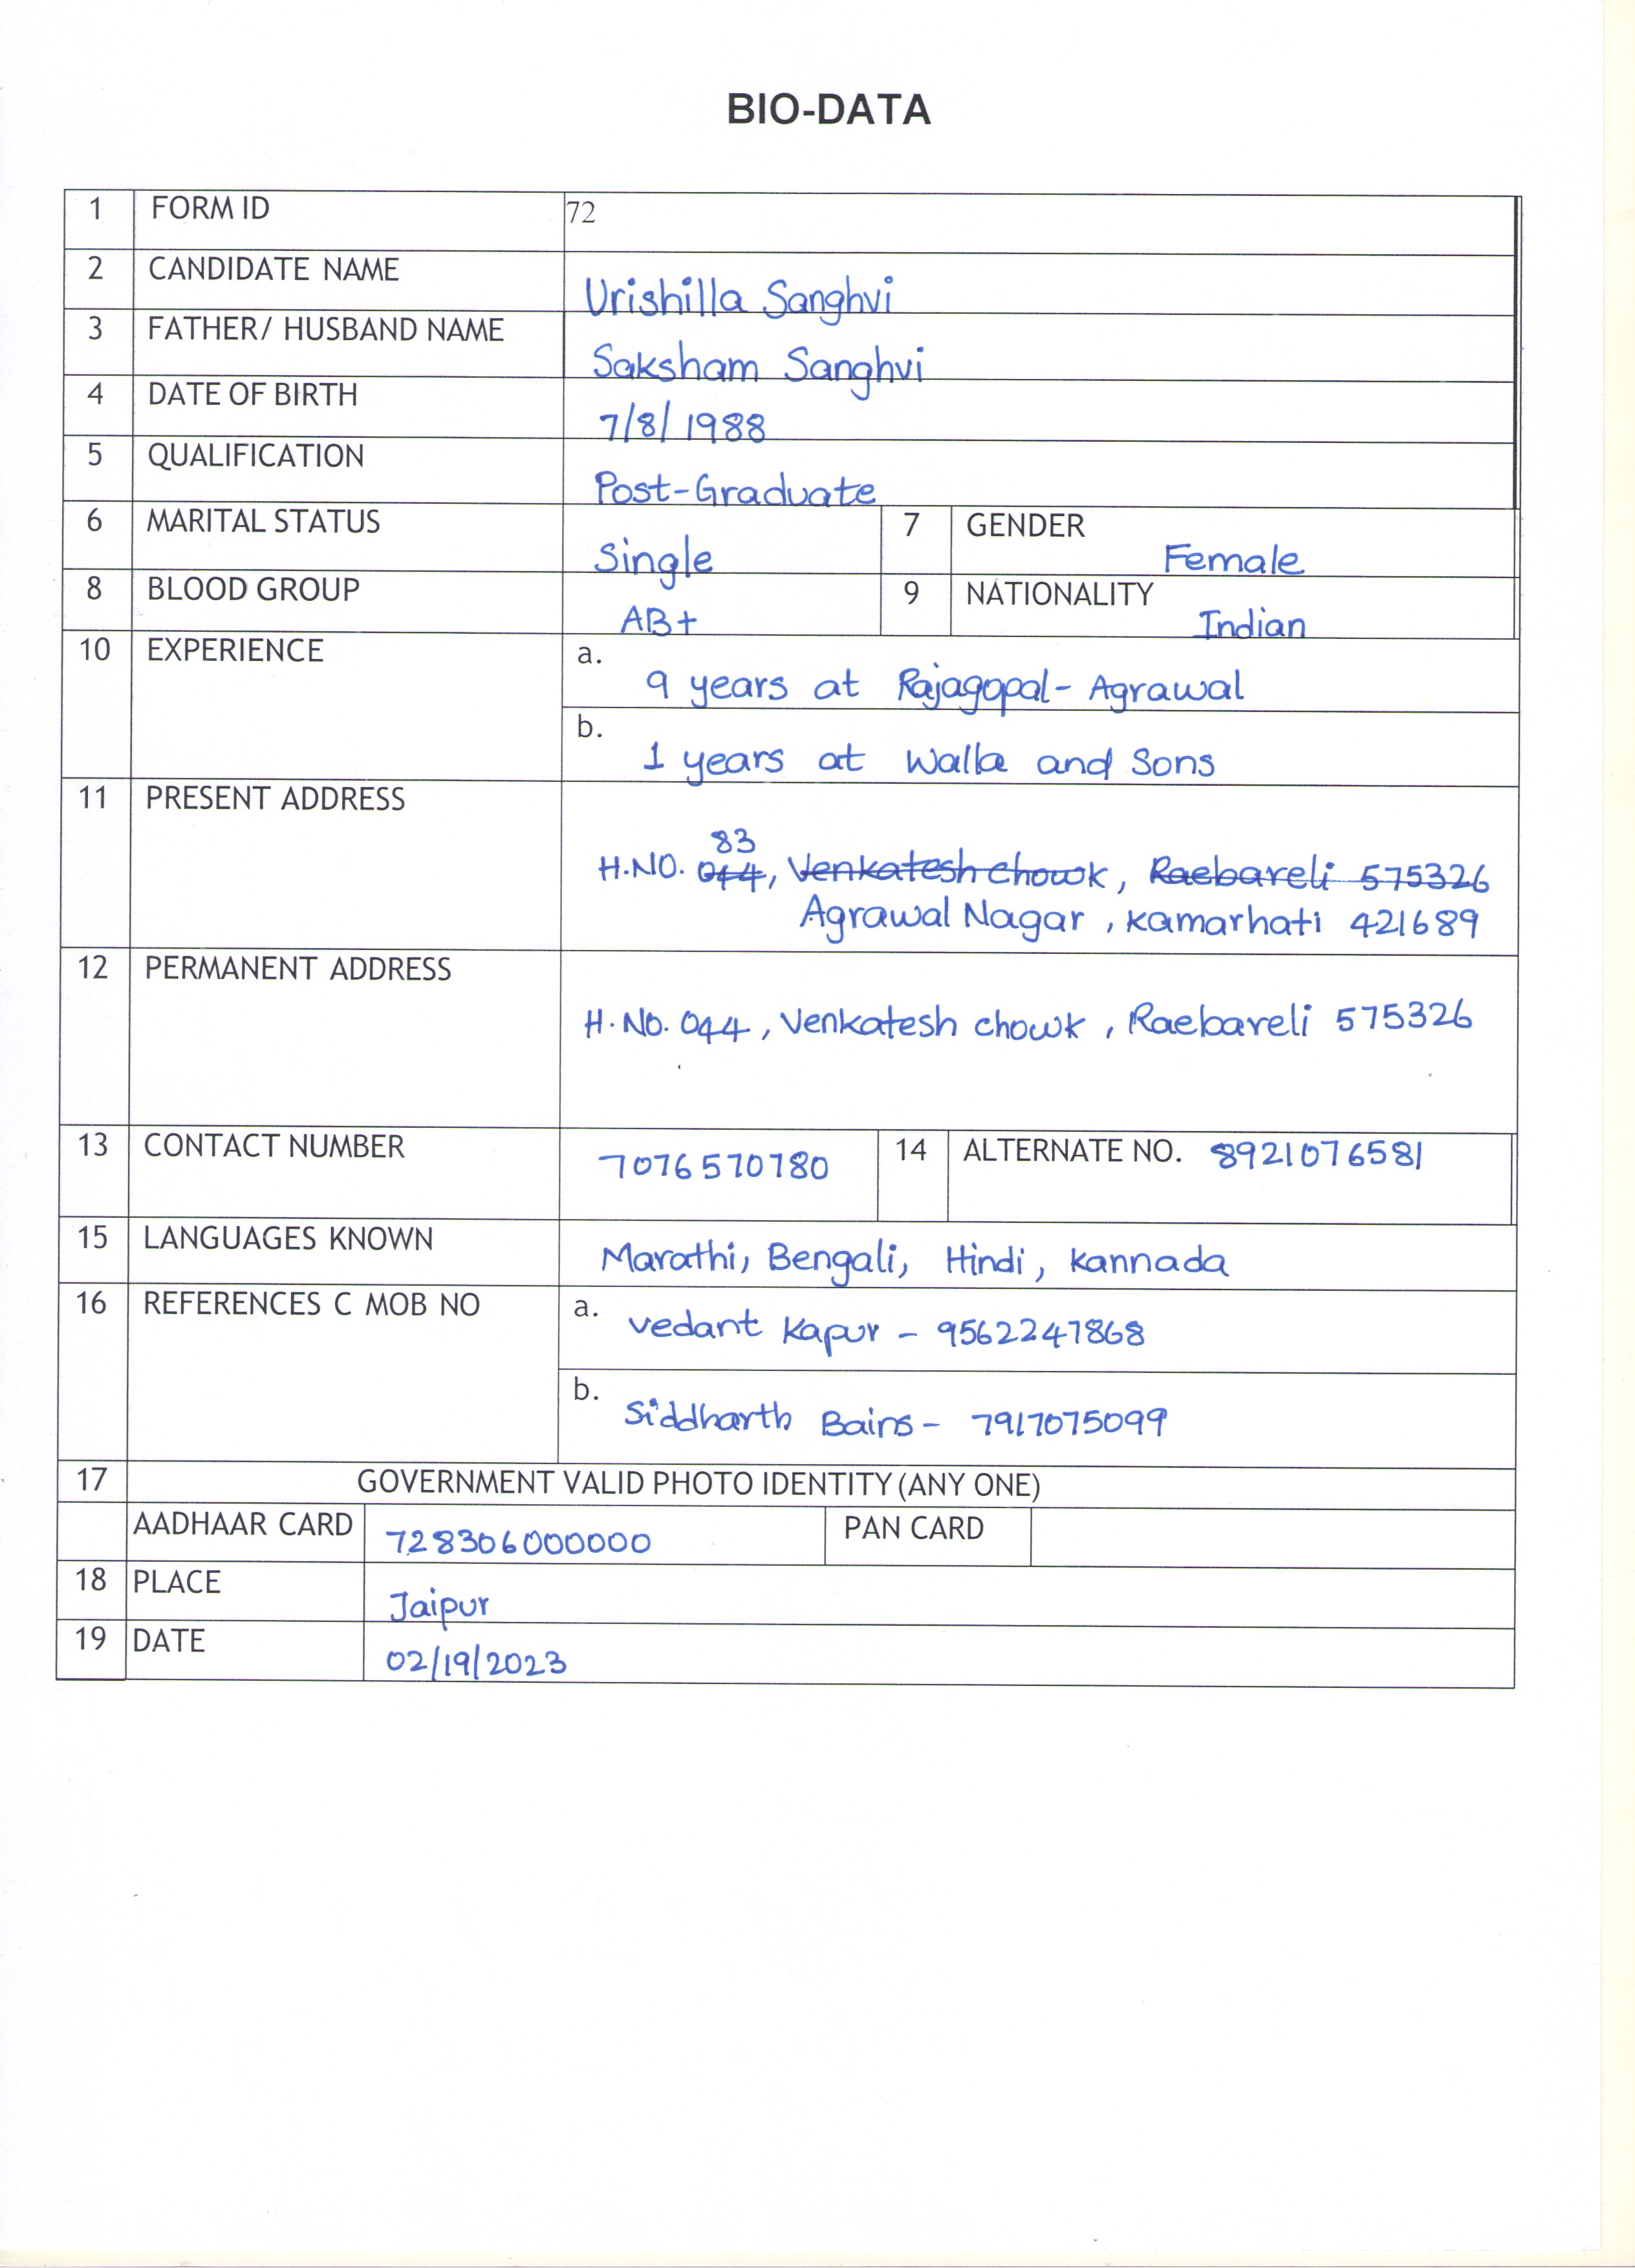 BIO-DATA
1 FORM ID 72
2 CANDIDATE NAME Urishilla Sanghvi
3 FATHER/ HUSBAND NAME Saksham Sanghvi
4 DATE OF BIRTH 7/8/1988
5 QUALIFICATION Post-Graduate
6 MARITAL STATUS Single 7 GENDER Female
8 BLOOD GROUP AB+ 9 NATIONALITY Indian
10 EXPERIENCE a. 9 years at Rajagopal-Agrawal
b. 1 years at Walla and Sons
11 PRESENT ADDRESS
83
H.NO. 044, Venkatesh chowk, Raebareli 575326
Agrawal Nagar, Kamarhati 421689
12 PERMANENT ADDRESS
H.No. 044, Venkatesh chowk, Raebareli 575326
13 CONTACT NUMBER 7076570780 14 ALTERNATE NO. 8921076581
15 LANGUAGES KNOWN Marathi, Bengali, Hindi, Kannada
16 REFERENCES C MOB NO a. Vedant Kapur - 9562247868
b. Siddharth Bains - 7917075099
17 GOVERNMENT VALID PHOTO IDENTITY (ANY ONE)
AADHAAR CARD 728306000000 PAN CARD
18 PLACE Jaipur
19 DATE 02/19/2023